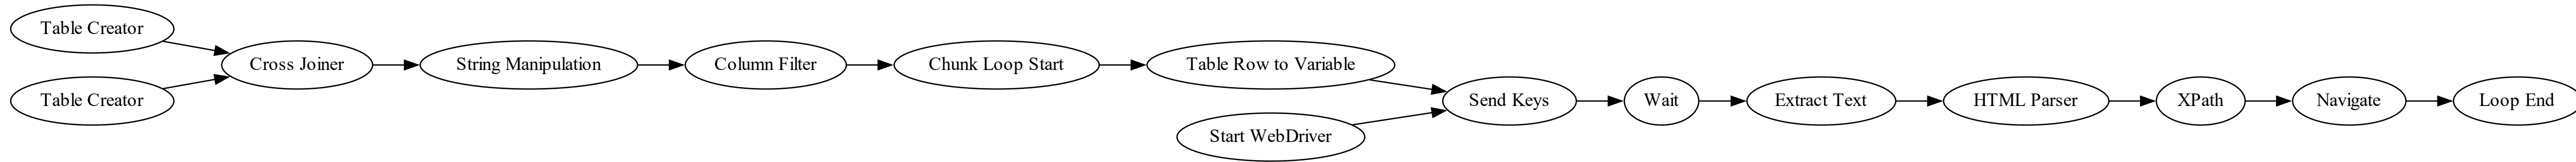 Table Creator
Table Creator
Cross Joiner
String Manipulation
Column Filter
Chunk Loop Start
Table Row to Variable
Start WebDriver
Send Keys
Wait
Extract Text
HTML Parser
XPath
Navigate
Loop End